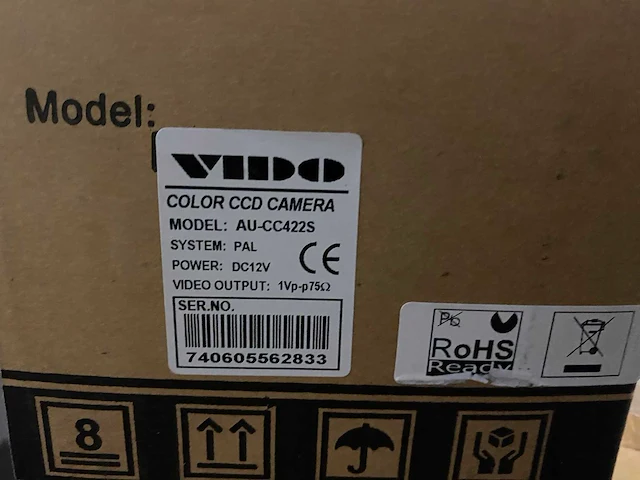 Model:
VIDO
COLOR CCD CAMERA
MODEL: AU-CC422S
SYSTEM: PAL
POWER: DC12V
VIDEO OUTPUT: 1Vp-p75Ω
CE
SER.NO.
740605562833
Pb
RoHS
Ready
8